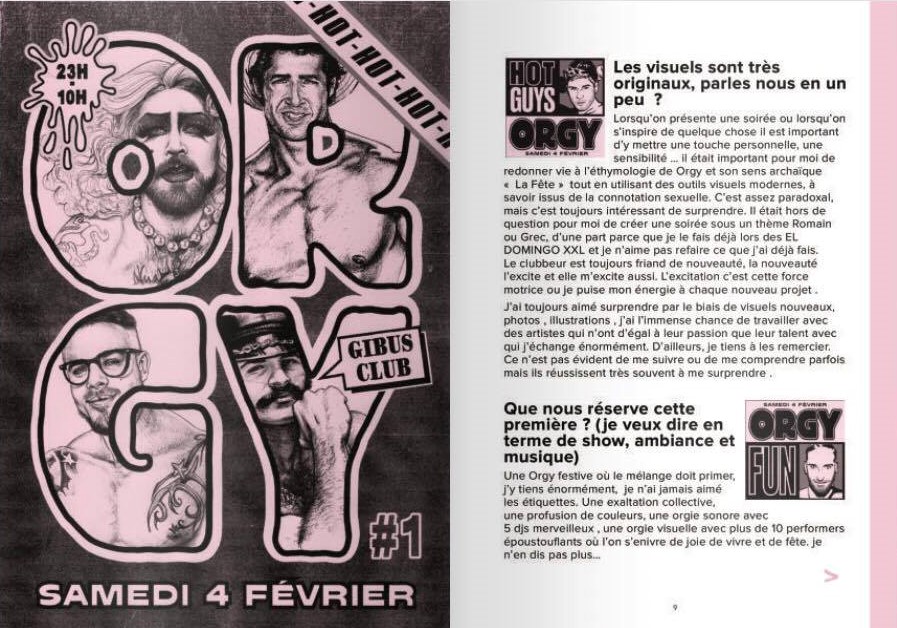 23H
-
10H
HOT-HOT-HOT-HOT-H
OR
GY
GIBUS
CLUB
#1
SAMEDI 4 FÉVRIER
HOT
GUYS
ORGY
SAMEDI 4 FÉVRIER
Les visuels sont très
originaux, parles nous en un
peu ?
Lorsqu'on présente une soirée ou lorsqu'on
s'inspire de quelque chose il est important
d'y mettre une touche personnelle, une
sensibilité ... il était important pour moi de
redonner vie à l'éthymologie de Orgy et son sens archaïque
« La Fête » tout en utilisant des outils visuels modernes, à
savoir issus de la connotation sexuelle. C'est assez paradoxal,
mais c'est toujours intéressant de surprendre. Il était hors de
question pour moi de créer une soirée sous un thème Romain
ou Grec, d'une part parce que je le fais déjà lors des EL
DOMINGO XXL et je n'aime pas refaire ce que j'ai déjà fais.
Le clubbeur est toujours friand de nouveauté, la nouveauté
l'excite et elle m'excite aussi. L'excitation c'est cette force
motrice ou je puise mon énergie à chaque nouveau projet .
J'ai toujours aimé surprendre par le biais de visuels nouveaux,
photos , illustrations , j'ai l'immense chance de travailler avec
des artistes qui n'ont d'égal à leur passion que leur talent avec
qui j'échange énormément. D'ailleurs, je tiens à les remercier.
Ce n'est pas évident de me suivre ou de me comprendre parfois
mais ils réussissent très souvent à me surprendre .
Que nous réserve cette
première ? (je veux dire en
terme de show, ambiance et
musique)
SAMEDI 4 FÉVRIER
ORGY
FUN
Une Orgy festive où le mélange doit primer,
j'y tiens énormément, je n'ai jamais aimé
les étiquettes. Une exaltation collective,
une profusion de couleurs, une orgie sonore avec
5 djs merveilleux , une orgie visuelle avec plus de 10 performers
époustouflants où l'on s'enivre de joie de vivre et de fête. je
n'en dis pas plus...
>
9